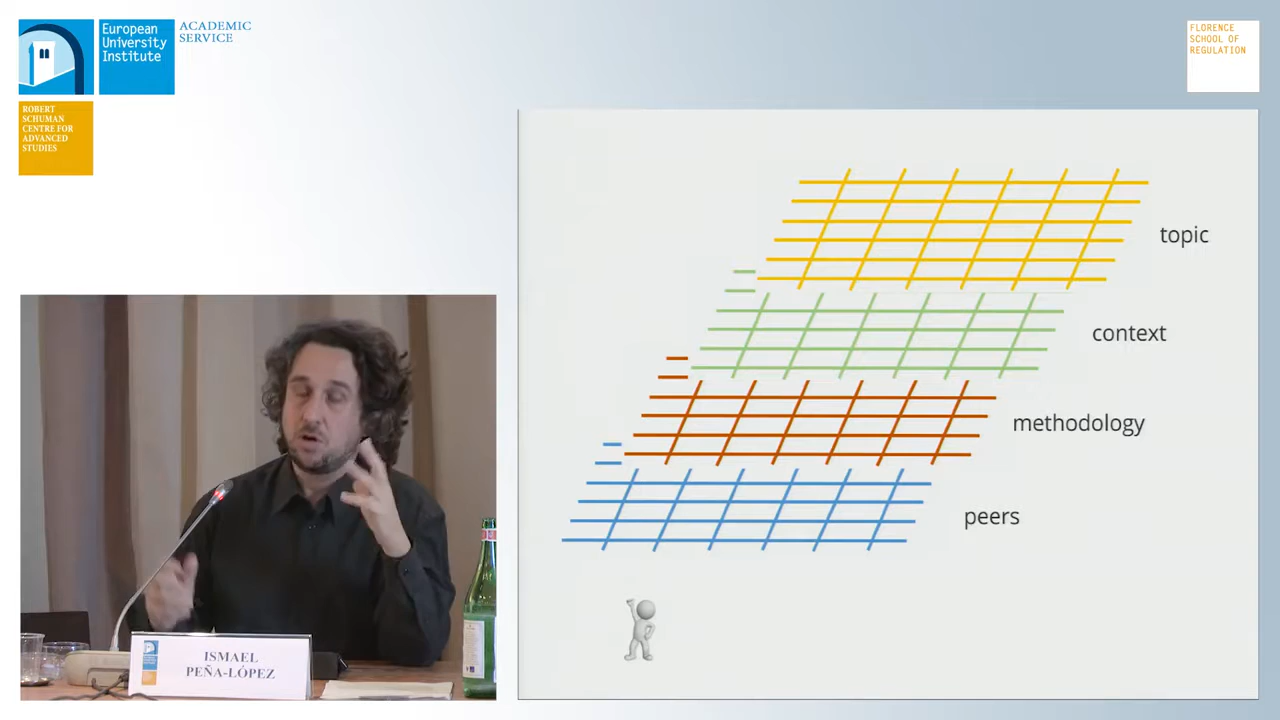 European
University
Institute
ACADEMIC
SERVICE
ROBERT
SCHUMAN
CENTRE FOR
ADVANCED
STUDIES
FLORENCE
SCHOOL OF
REGULATION
topic
context
methodology
peers
ISMAEL
PEÑA-LÓPEZ